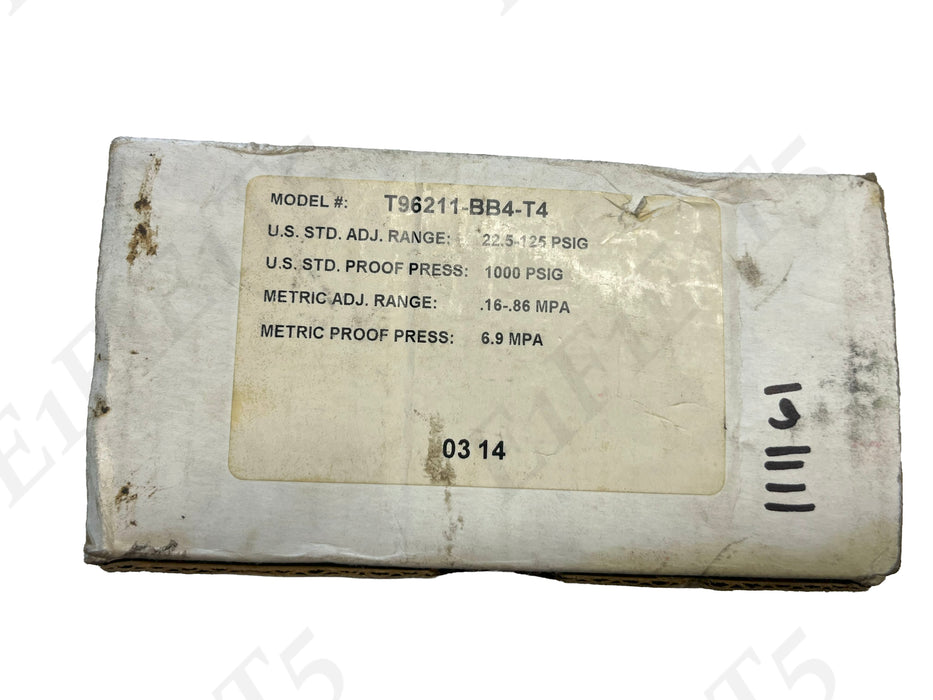 MODEL #: T96211-BB4-T4
U.S. STD. ADJ. RANGE: 22.5-125 PSIG
U.S. STD. PROOF PRESS: 1000 PSIG
METRIC ADJ. RANGE: .16-.86 MPA
METRIC PROOF PRESS: 6.9 MPA
03 14